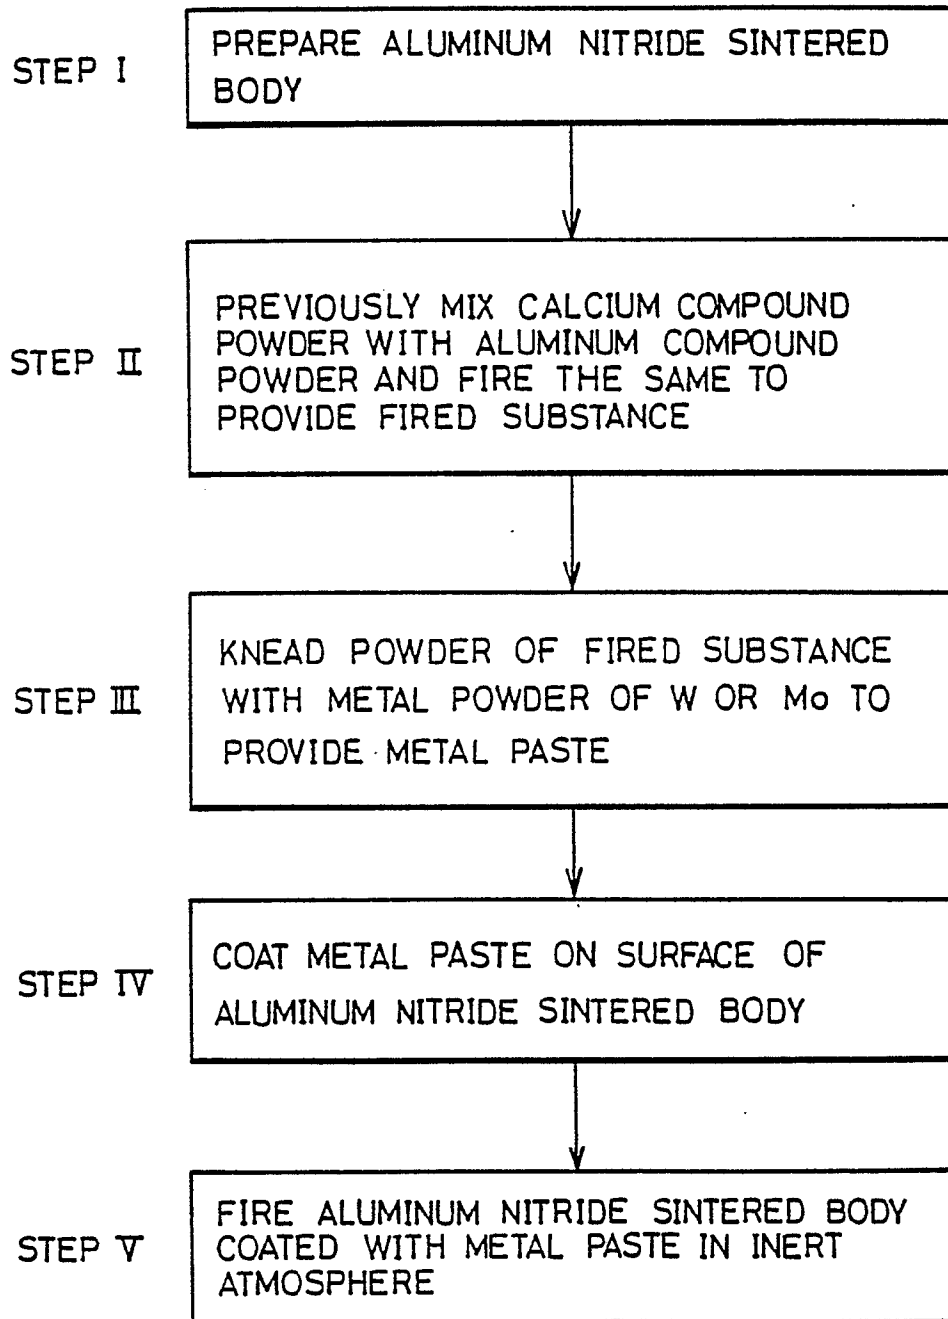 STEP I
PREPARE ALUMINUM NITRIDE SINTERED
BODY
STEP II
PREVIOUSLY MIX CALCIUM COMPOUND
POWDER WITH ALUMINUM COMPOUND
POWDER AND FIRE THE SAME TO
PROVIDE FIRED SUBSTANCE
STEP III
KNEAD POWDER OF FIRED SUBSTANCE
WITH METAL POWDER OF W OR Mo TO
PROVIDE METAL PASTE
STEP IV
COAT METAL PASTE ON SURFACE OF
ALUMINUM NITRIDE SINTERED BODY
STEP V
FIRE ALUMINUM NITRIDE SINTERED BODY
COATED WITH METAL PASTE IN INERT
ATMOSPHERE